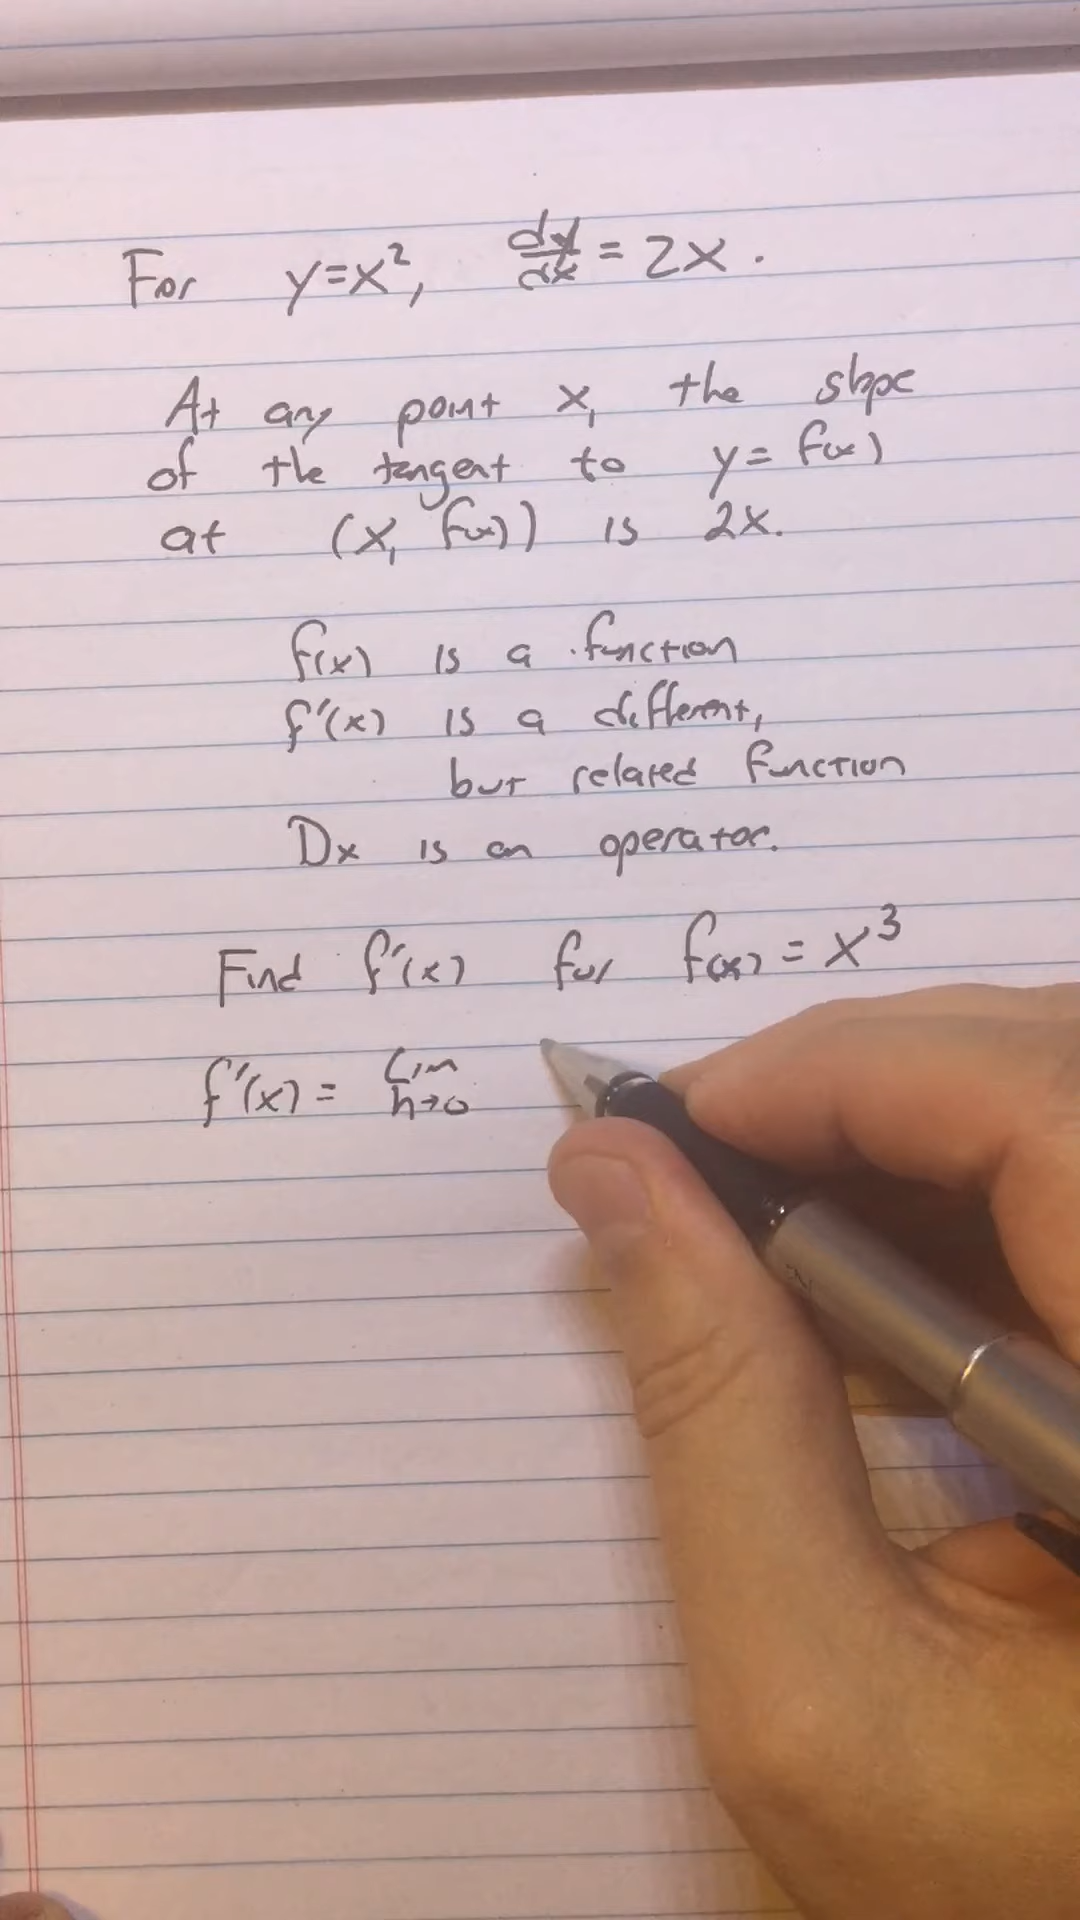 For y=x², dy/dx = 2x.
At any point x, the slope
of the tangent to y= f(x)
at (x, f(x)) is 2x.
f(x) is a function
f'(x) is a different,
but related function
Dx is an operator.
Find f'(x) for f(x) = x³
f'(x) = Lim
h→0